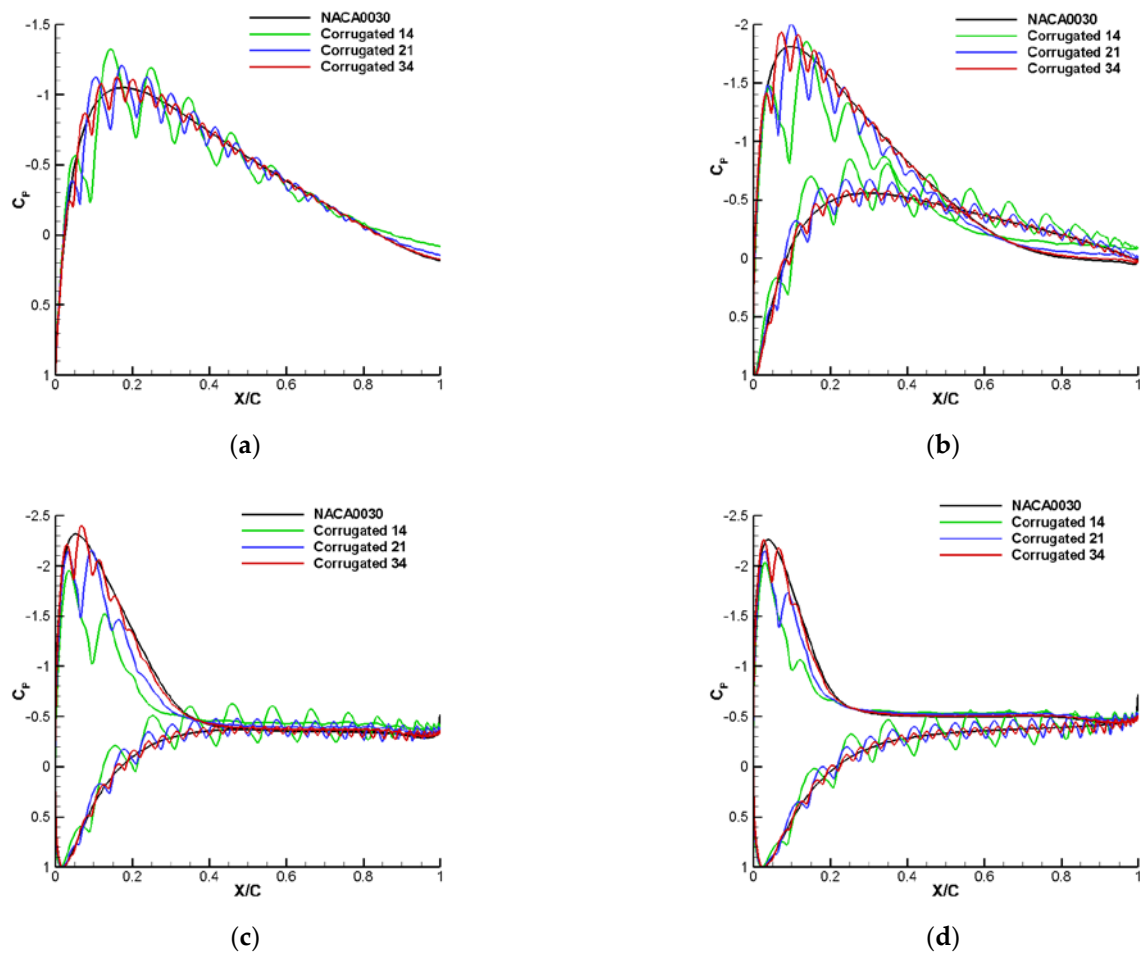 -1.5
NACA0030
Corrugated 14
Corrugated 21
Corrugated 34
-1
-0.5
0
0.5
1
CP
0 0.2 0.4 0.6 0.8 1
X/C
(a)
-2
NACA0030
Corrugated 14
Corrugated 21
Corrugated 34
-1.5
-1
-0.5
0
0.5
1
CP
0 0.2 0.4 0.6 0.8 1
X/C
(b)
-2.5
NACA0030
Corrugated 14
Corrugated 21
Corrugated 34
-2
-1.5
-1
-0.5
0
0.5
1
CP
0 0.2 0.4 0.6 0.8 1
X/C
(c)
-2.5
NACA0030
Corrugated 14
Corrugated 21
Corrugated 34
-2
-1.5
-1
-0.5
0
0.5
1
CP
0 0.2 0.4 0.6 0.8 1
X/C
(d)